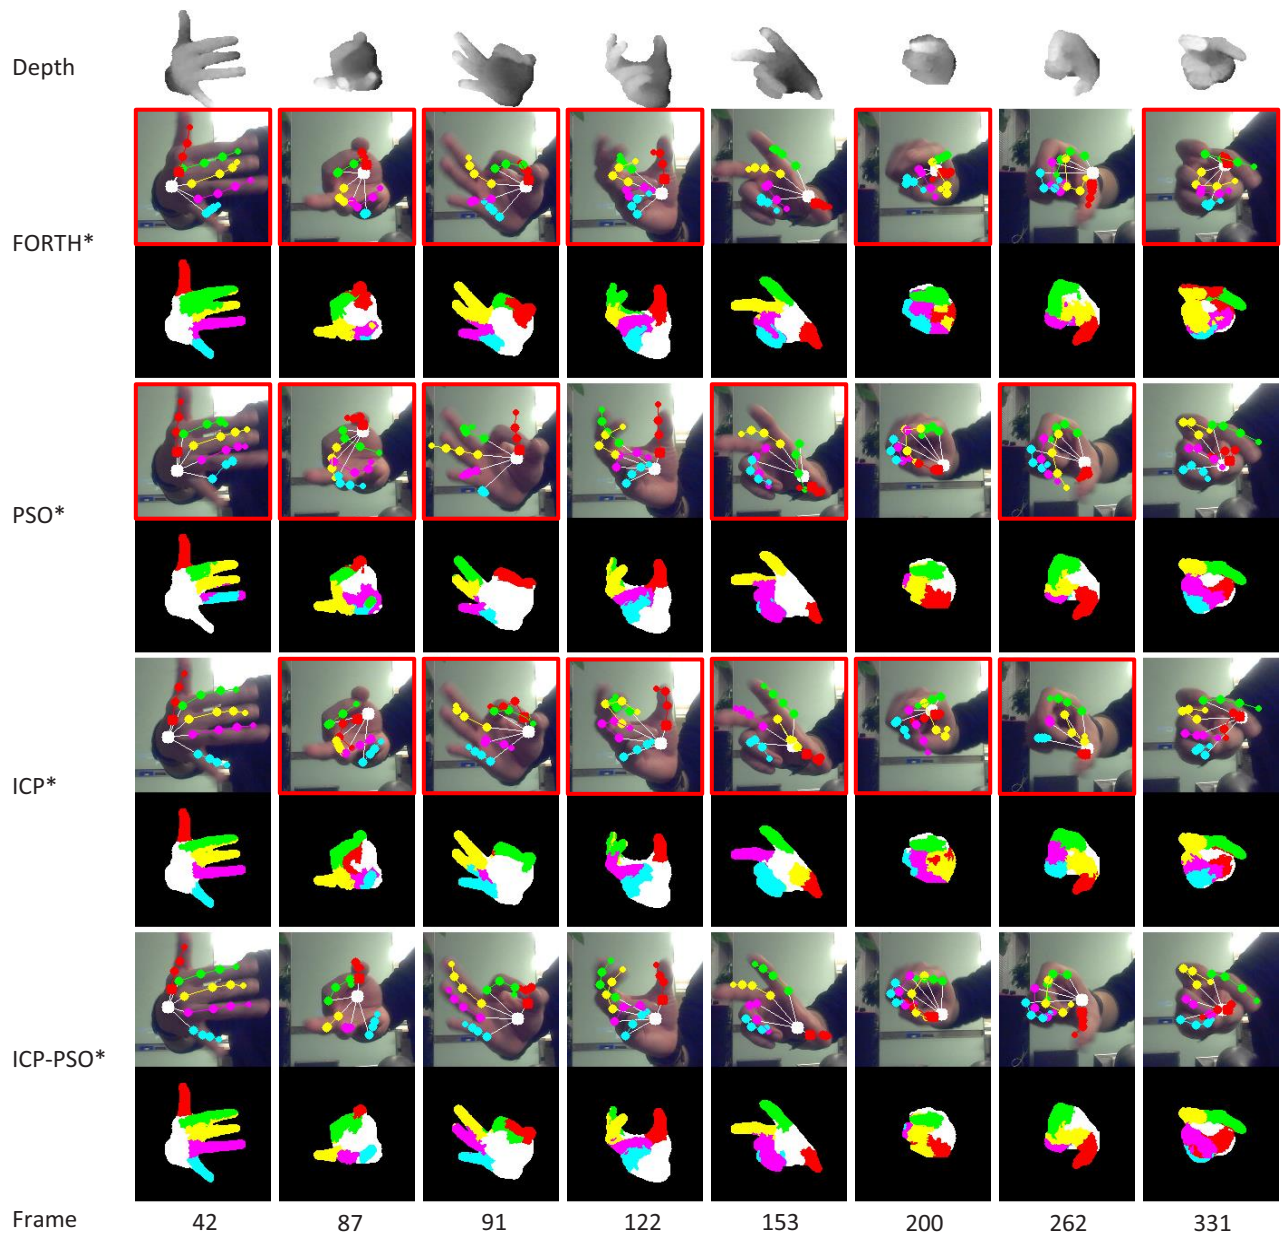 Depth
FORTH*
PSO*
ICP*
ICP-PSO*
Frame 42 87 91 122 153 200 262 331